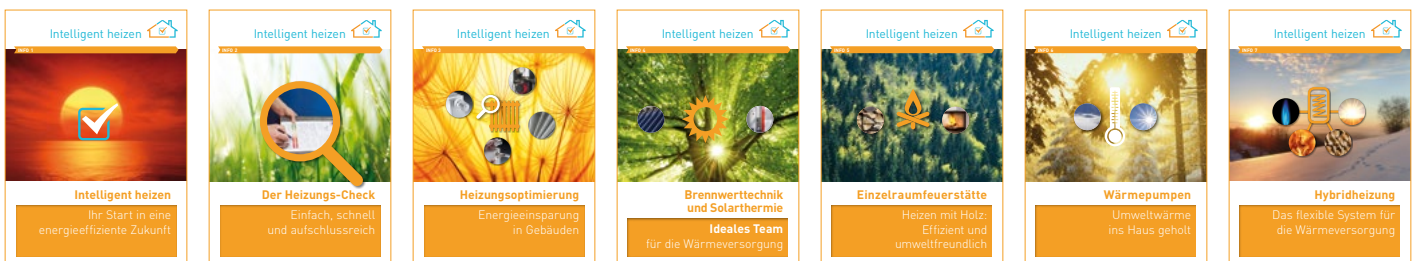 Intelligent heizen
INFO 1
Intelligent heizen
Ihr Start in eine
energieeffiziente Zukunft
Intelligent heizen
INFO 2
Der Heizungs-Check
Einfach, schnell
und aufschlussreich
Intelligent heizen
INFO 3
Heizungsoptimierung
Energieeinsparung
in Gebäuden
Intelligent heizen
INFO 4
Brennwerttechnik
und Solarthermie
Ideales Team
für die Wärmeversorgung
Intelligent heizen
INFO 5
Einzelraumfeuerstätte
Heizen mit Holz:
Effizient und
umweltfreundlich
Intelligent heizen
INFO 6
Wärmepumpen
Umweltwärme
ins Haus geholt
Intelligent heizen
INFO 7
Hybridheizung
Das flexible System für
die Wärmeversorgung